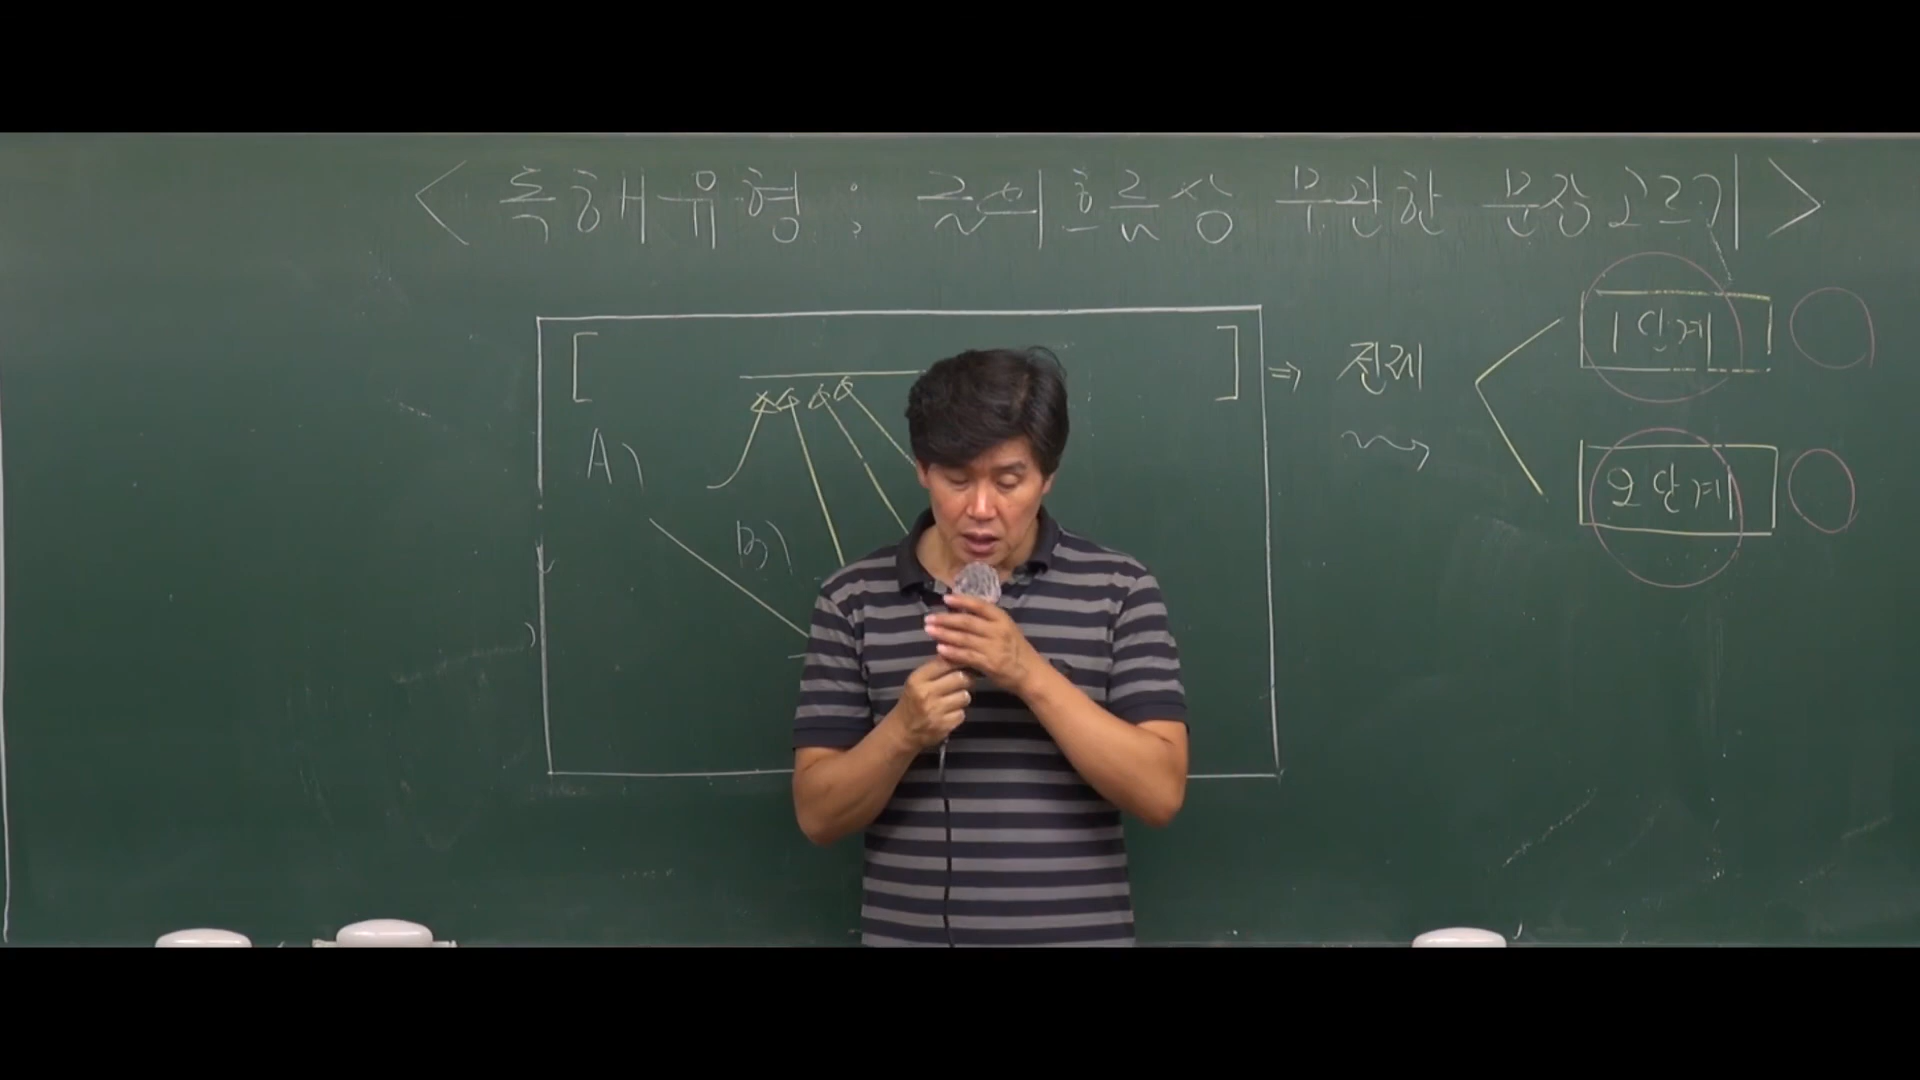 < 독해유형 : 글의 흐름상 무관한 문장 고르기 >
[ ] ⇒ 전제
1단계
A)
2단계
B)